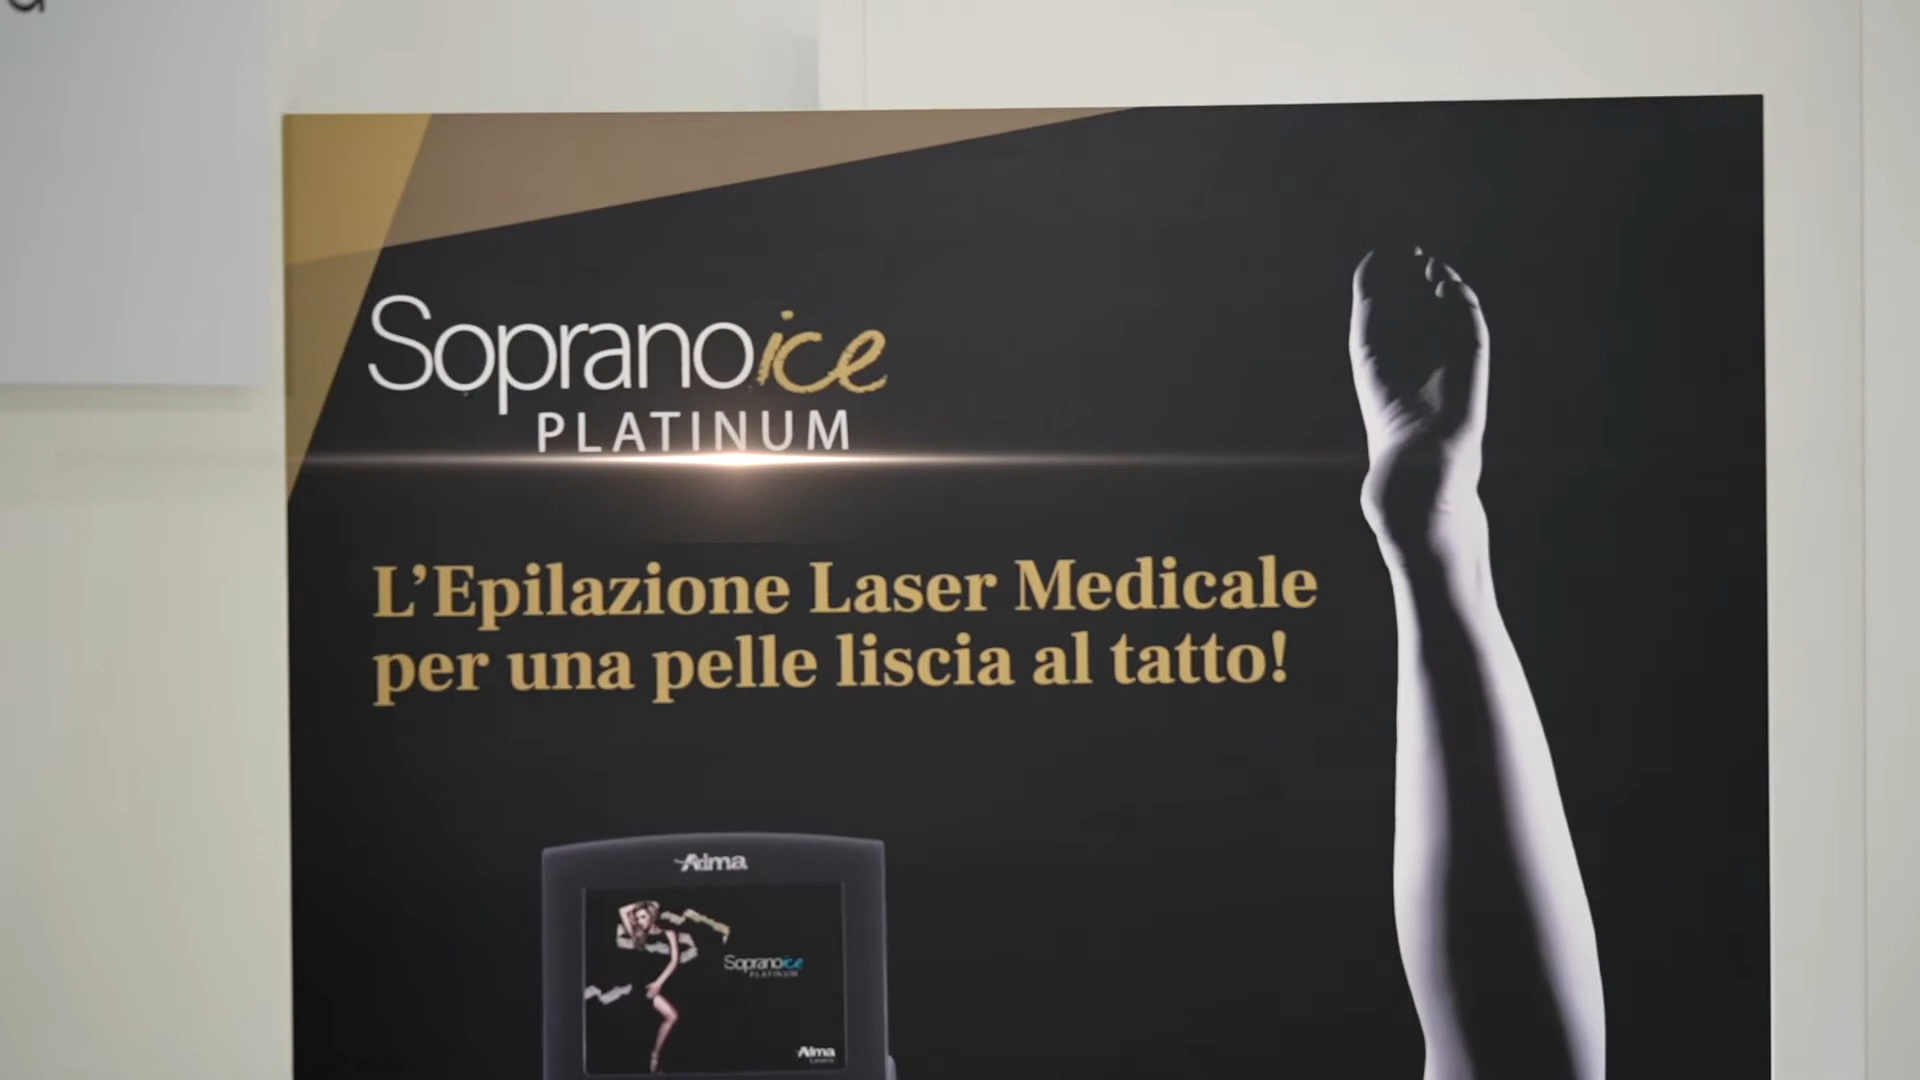 Sopranoice
PLATINUM
L’Epilazione Laser Medicale
per una pelle liscia al tatto!
Alma
Sopranoice
PLATINUM
Alma